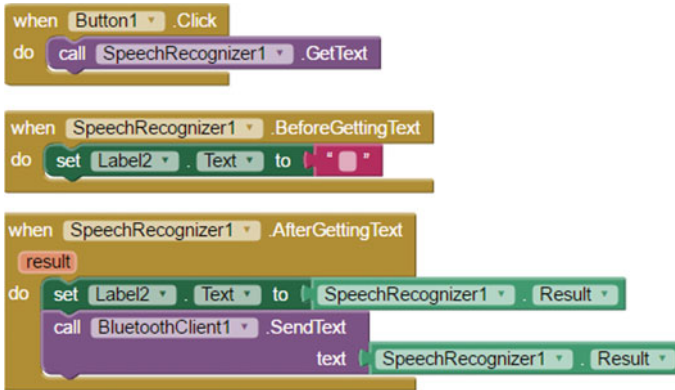 when Button1 .Click
do call SpeechRecognizer1 .GetText
when SpeechRecognizer1 .BeforeGettingText
do set Label2 . Text to " "
when SpeechRecognizer1 .AfterGettingText
result
do set Label2 . Text to SpeechRecognizer1 . Result
call BluetoothClient1 .SendText
text SpeechRecognizer1 . Result